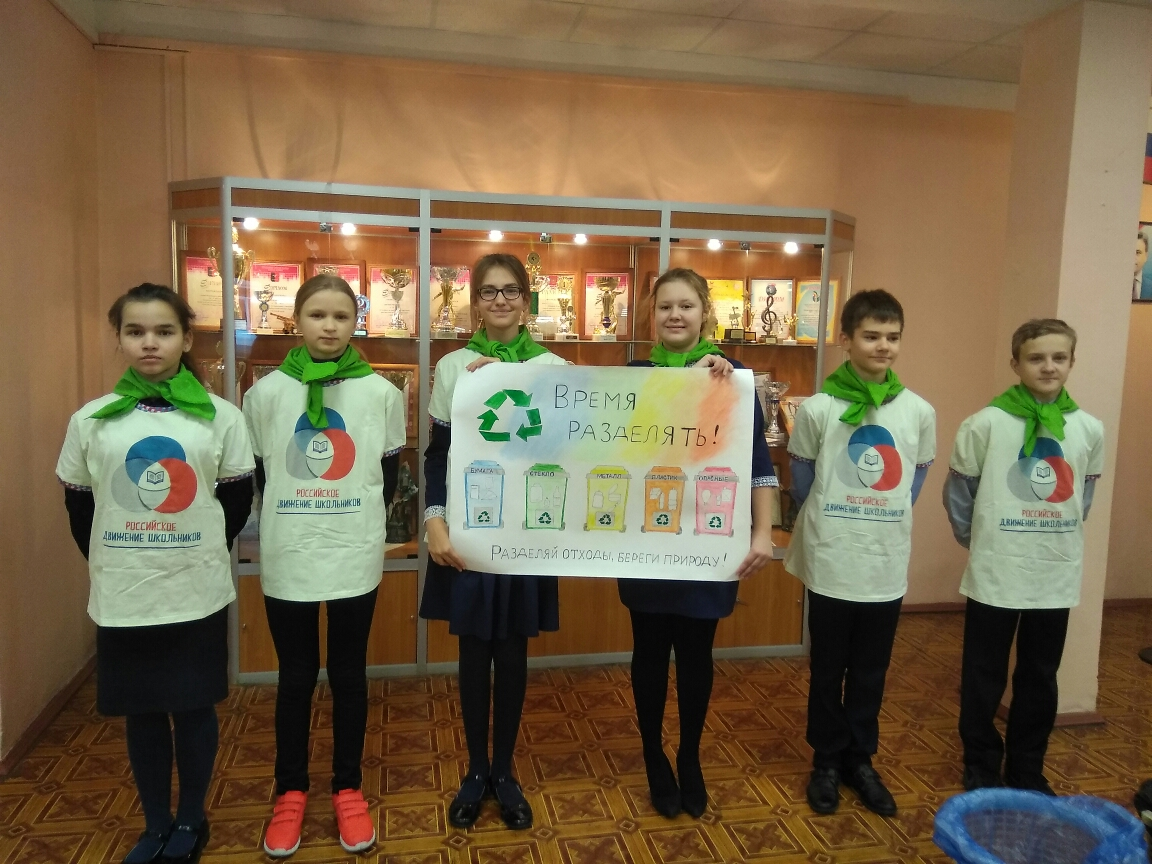 Время
разделять!
БУМАГА
СТЕКЛО
МЕТАЛЛ
ПЛАСТИК
Разделяй отходы, береги природу!
РОССИЙСКОЕ
ДВИЖЕНИЕ ШКОЛЬНИКОВ
РОССИЙСКОЕ
ДВИЖЕНИЕ ШКОЛЬНИКОВ
РОССИЙСКОЕ
ДВИЖЕНИЕ ШКОЛЬНИКОВ
РОССИЙСКОЕ
ДВИЖЕНИЕ ШКОЛЬНИКОВ